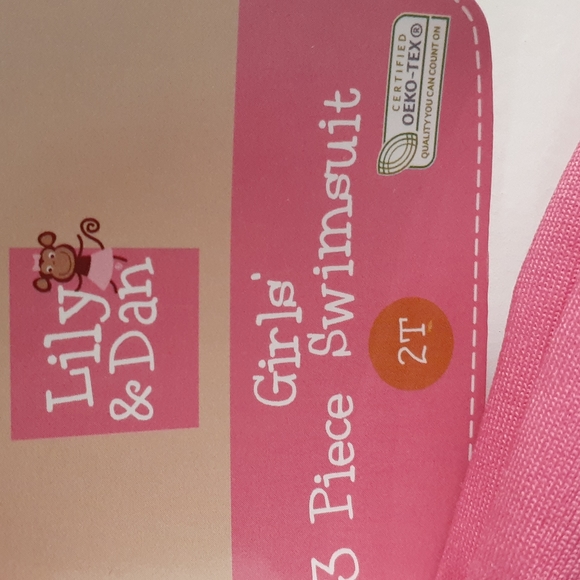 Lily
& Dan
Girls'
3 Piece Swimsuit
2T
CERTIFIED
OEKO-TEX®
QUALITY YOU CAN COUNT ON